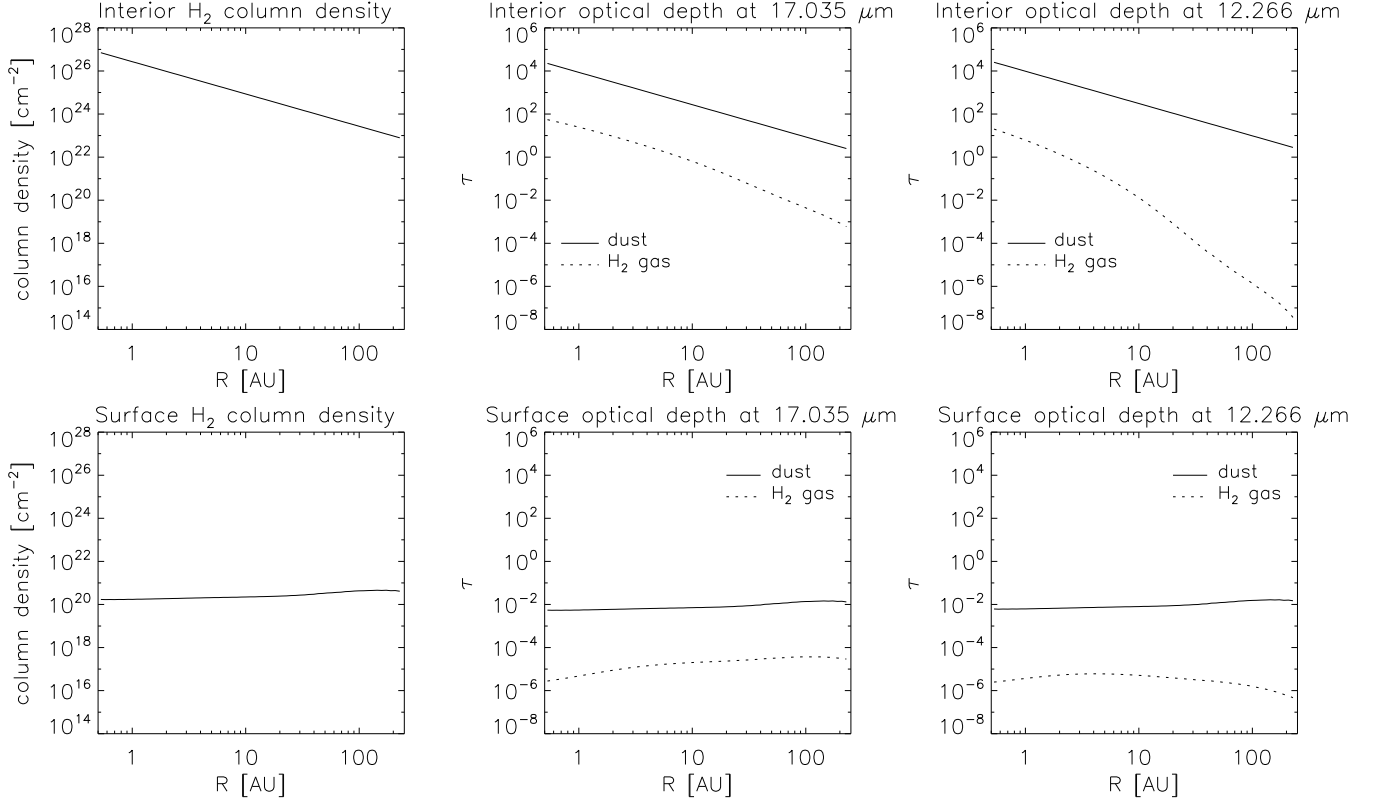 Interior H₂ column density
10²⁸
10²⁶
10²⁴
10²²
10²⁰
10¹⁸
10¹⁶
10¹⁴
column density [cm⁻²]
1 10 100
R [AU]
Interior optical depth at 17.035 μm
10⁶
10⁴
10²
10⁰
10⁻²
10⁻⁴
10⁻⁶
10⁻⁸
τ
dust
H₂ gas
1 10 100
R [AU]
Interior optical depth at 12.266 μm
10⁶
10⁴
10²
10⁰
10⁻²
10⁻⁴
10⁻⁶
10⁻⁸
τ
dust
H₂ gas
1 10 100
R [AU]
Surface H₂ column density
10²⁸
10²⁶
10²⁴
10²²
10²⁰
10¹⁸
10¹⁶
10¹⁴
column density [cm⁻²]
1 10 100
R [AU]
Surface optical depth at 17.035 μm
10⁶
10⁴
10²
10⁰
10⁻²
10⁻⁴
10⁻⁶
10⁻⁸
τ
dust
H₂ gas
1 10 100
R [AU]
Surface optical depth at 12.266 μm
10⁶
10⁴
10²
10⁰
10⁻²
10⁻⁴
10⁻⁶
10⁻⁸
τ
dust
H₂ gas
1 10 100
R [AU]